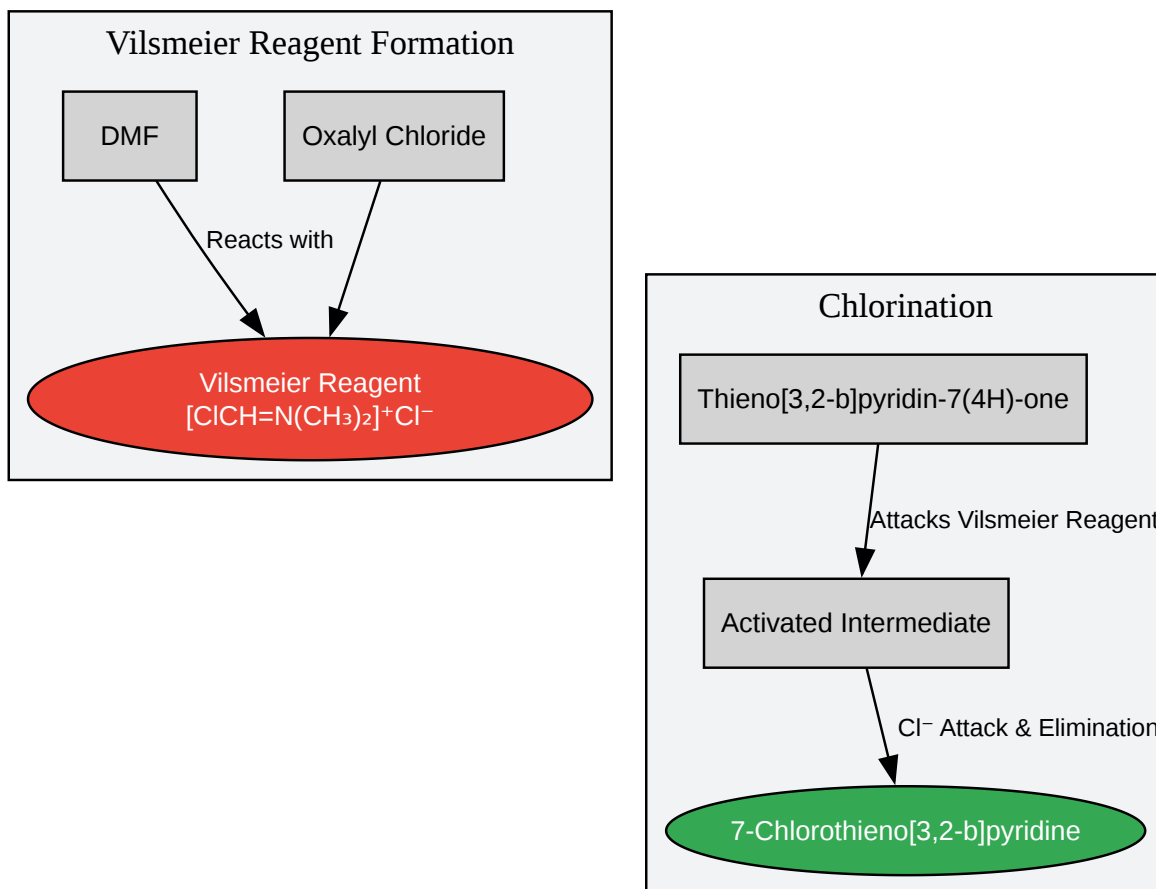 Vilsmeier Reagent Formation
DMF
Oxalyl Chloride
Reacts with
Vilsmeier Reagent
[ClCH=N(CH₃)₂]⁺Cl⁻
Chlorination
Thieno[3,2-b]pyridin-7(4H)-one
Attacks Vilsmeier Reagent
Activated Intermediate
Cl⁻ Attack & Elimination
7-Chlorothieno[3,2-b]pyridine